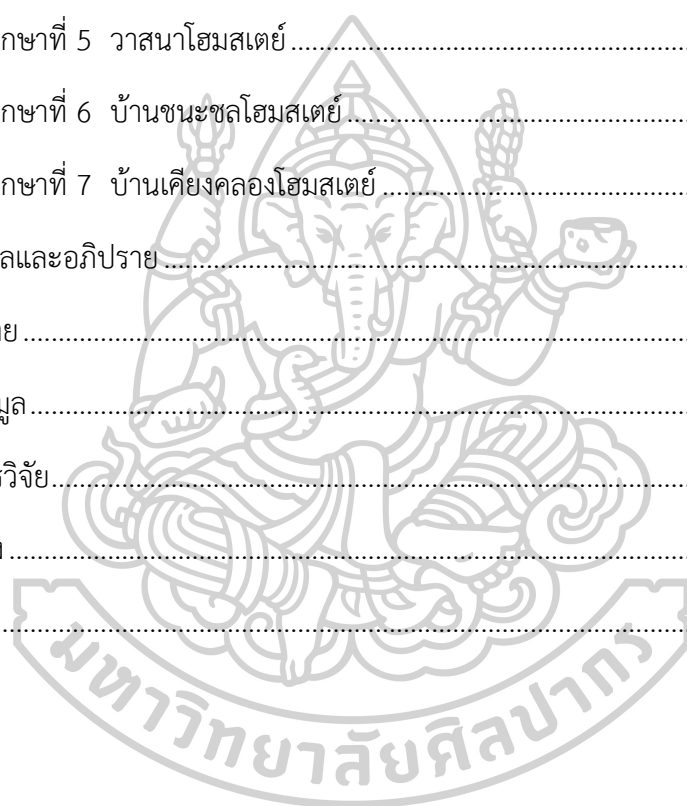 กษาที่ 5 วาสนาโฮมสเตย์ ........................................................
กษาที่ 6 บ้านชนะชลโฮมสเตย์ ................................................
กษาที่ 7 บ้านเคียงคลองโฮมสเตย์ ..........................................
ลและอภิปราย ........................................................................
ย ...........................................................................................
มูล ..........................................................................................
รวิจัย .......................................................................................
..............................................................................................
..............................................................................................
มหาวิทยาลัยศิลปากร